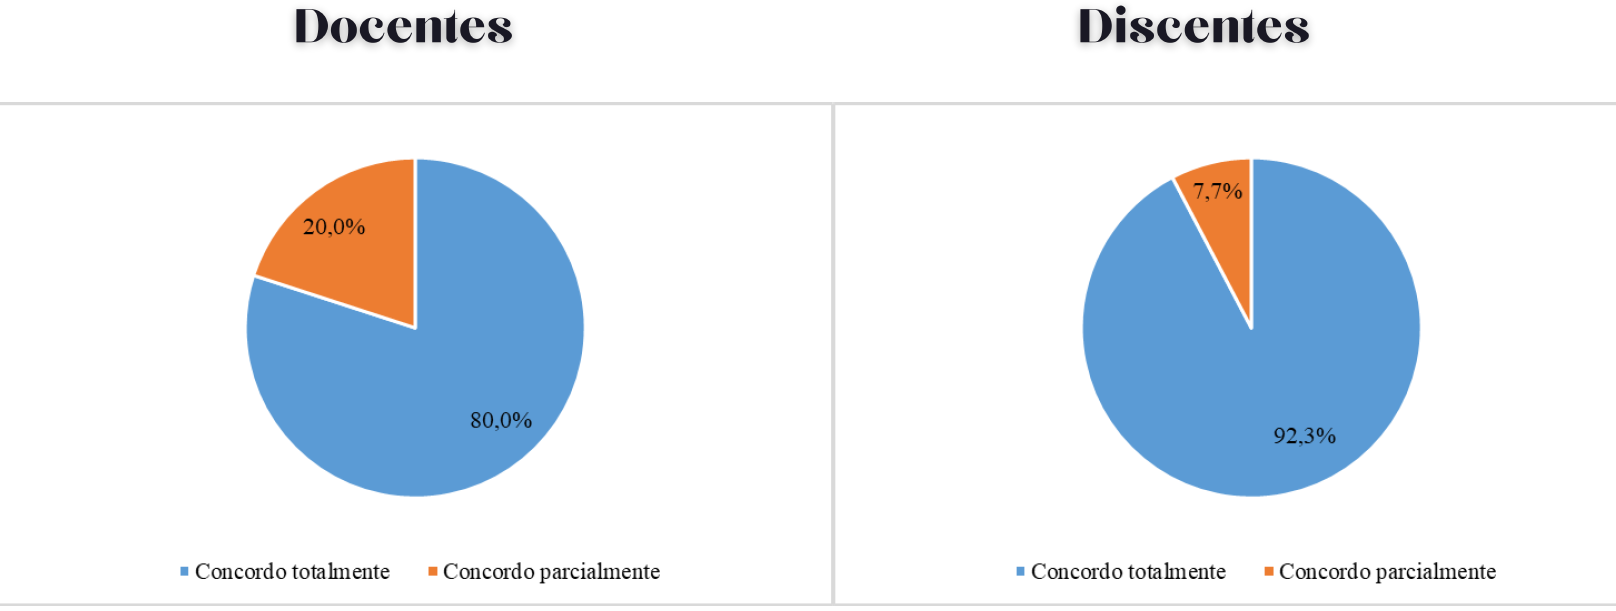 Docentes
Discentes
20,0%
80,0%
Concordo totalmente
Concordo parcialmente
7,7%
92,3%
Concordo totalmente
Concordo parcialmente